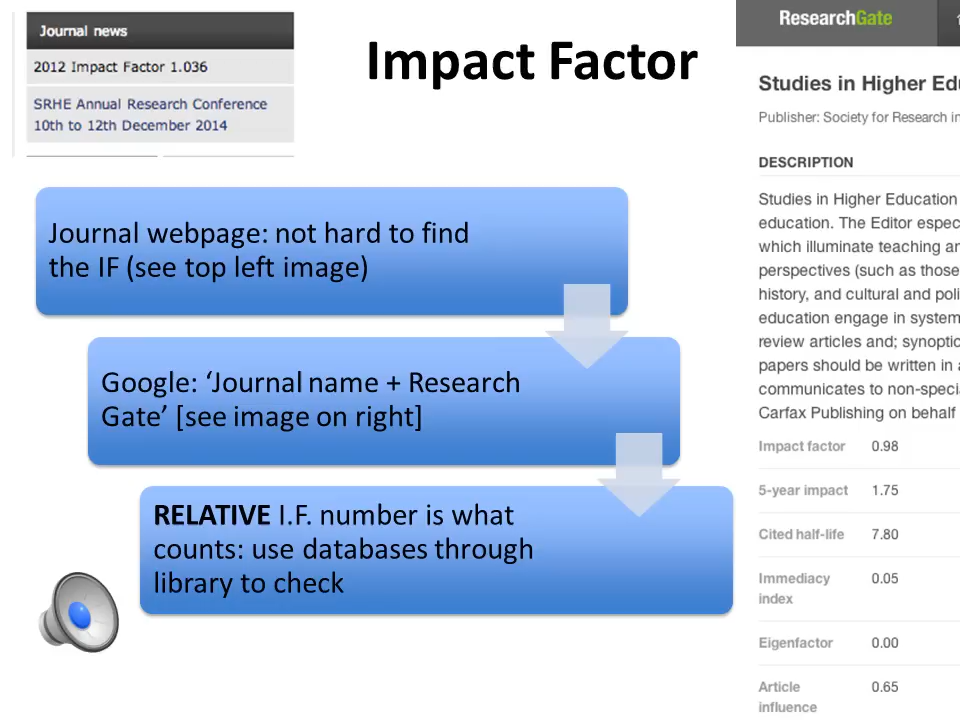 Journal news
2012 Impact Factor 1.036
SRHE Annual Research Conference
10th to 12th December 2014
Impact Factor
Journal webpage: not hard to find
the IF (see top left image)
Google: ‘Journal name + Research
Gate’ [see image on right]
RELATIVE I.F. number is what
counts: use databases through
library to check
ResearchGate
Studies in Higher Edu
Publisher: Society for Research in
DESCRIPTION
Studies in Higher Education
education. The Editor espec
which illuminate teaching an
perspectives (such as those
history, and cultural and poli
education engage in system
review articles and; synoptic
papers should be written in a
communicates to non-specia
Carfax Publishing on behalf
Impact factor 0.98
5-year impact 1.75
Cited half-life 7.80
Immediacy
index 0.05
Eigenfactor 0.00
Article
influence 0.65